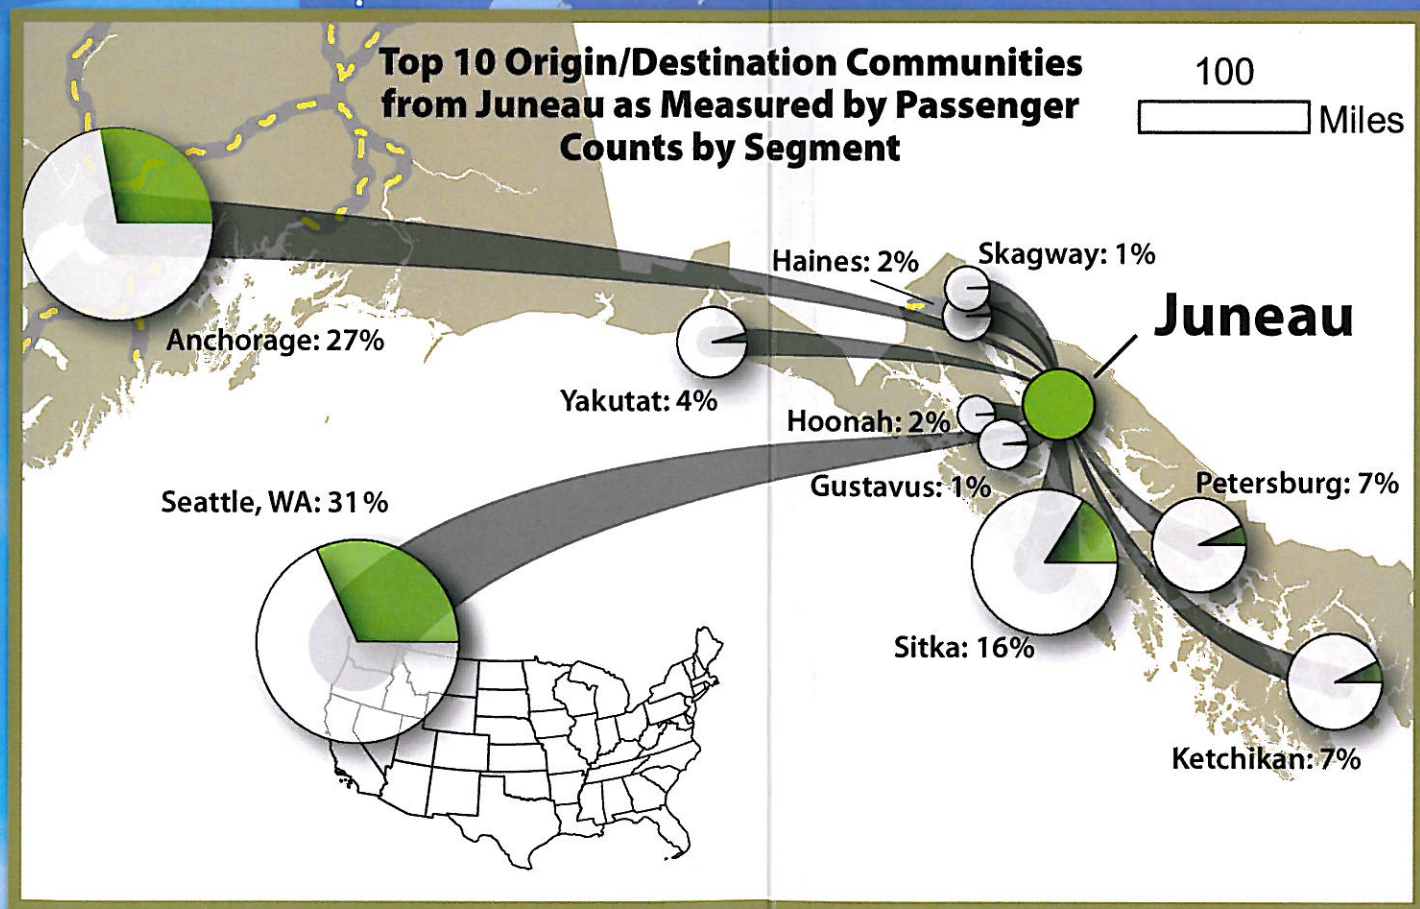 Top 10 Origin/Destination Communities
from Juneau as Measured by Passenger
Counts by Segment
100
Miles
Haines: 2%
Skagway: 1%
Juneau
Anchorage: 27%
Yakutat: 4%
Hoonah: 2%
Gustavus: 1%
Petersburg: 7%
Seattle, WA: 31%
Sitka: 16%
Ketchikan: 7%